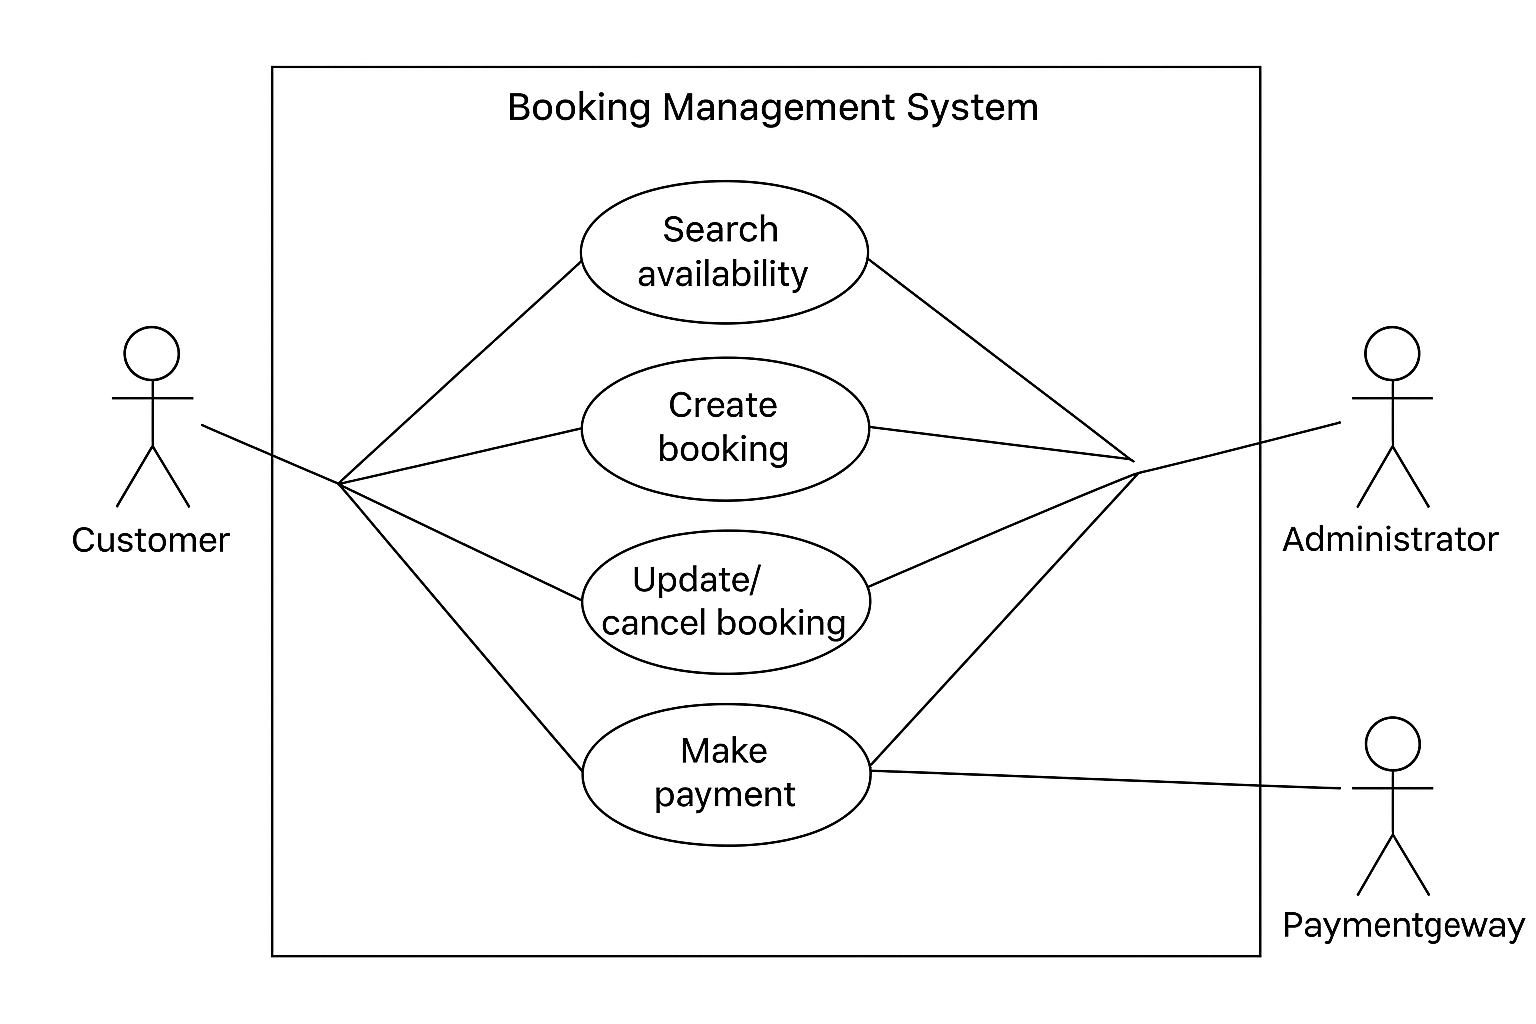 Booking Management System
Search
availability
Create
booking
Update/
cancel booking
Make
payment
Customer
Administrator
Paymentgeway